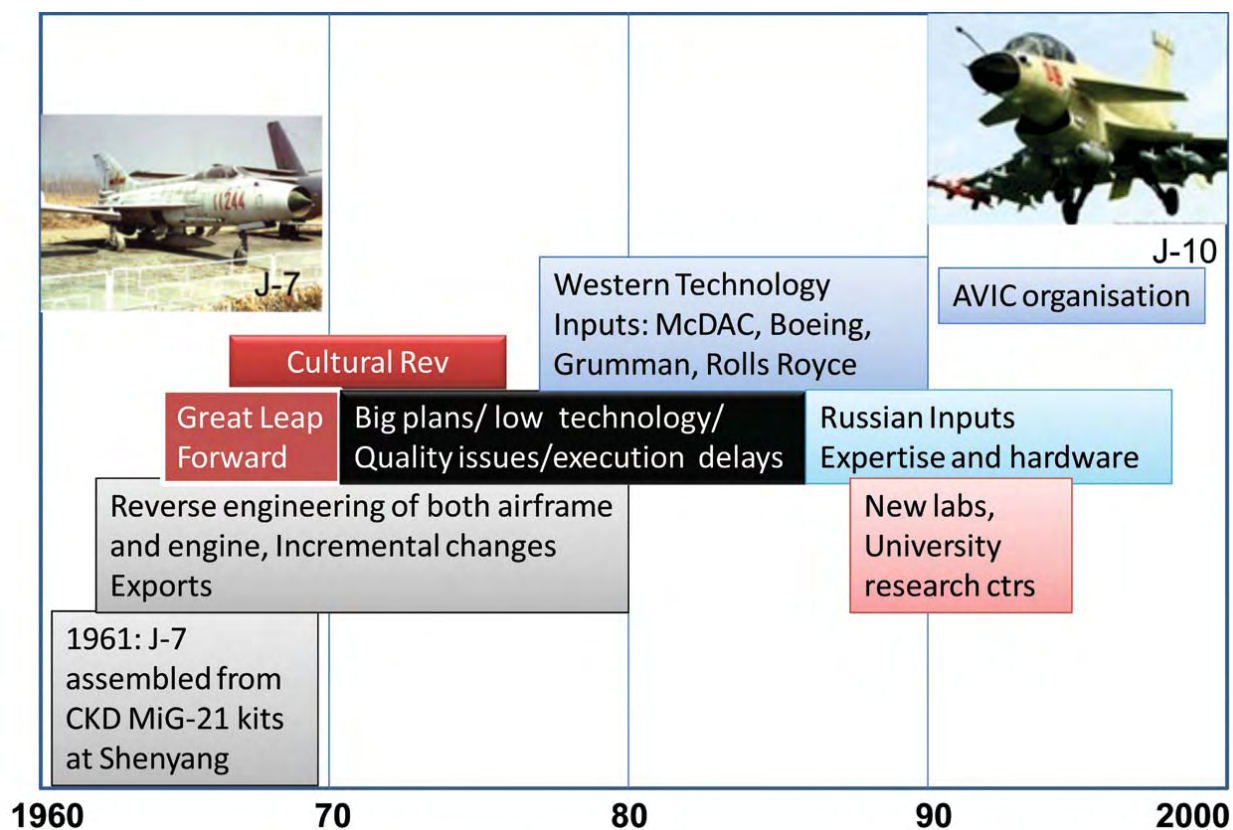 11244
J-7
J-10
AVIC organisation
Western Technology
Inputs: McDAC, Boeing,
Grumman, Rolls Royce
Cultural Rev
Great Leap
Forward
Big plans/ low technology/
Quality issues/execution delays
Russian Inputs
Expertise and hardware
Reverse engineering of both airframe
and engine, Incremental changes
Exports
New labs,
University
research ctrs
1961: J-7
assembled from
CKD MiG-21 kits
at Shenyang
1960 70 80 90 2000